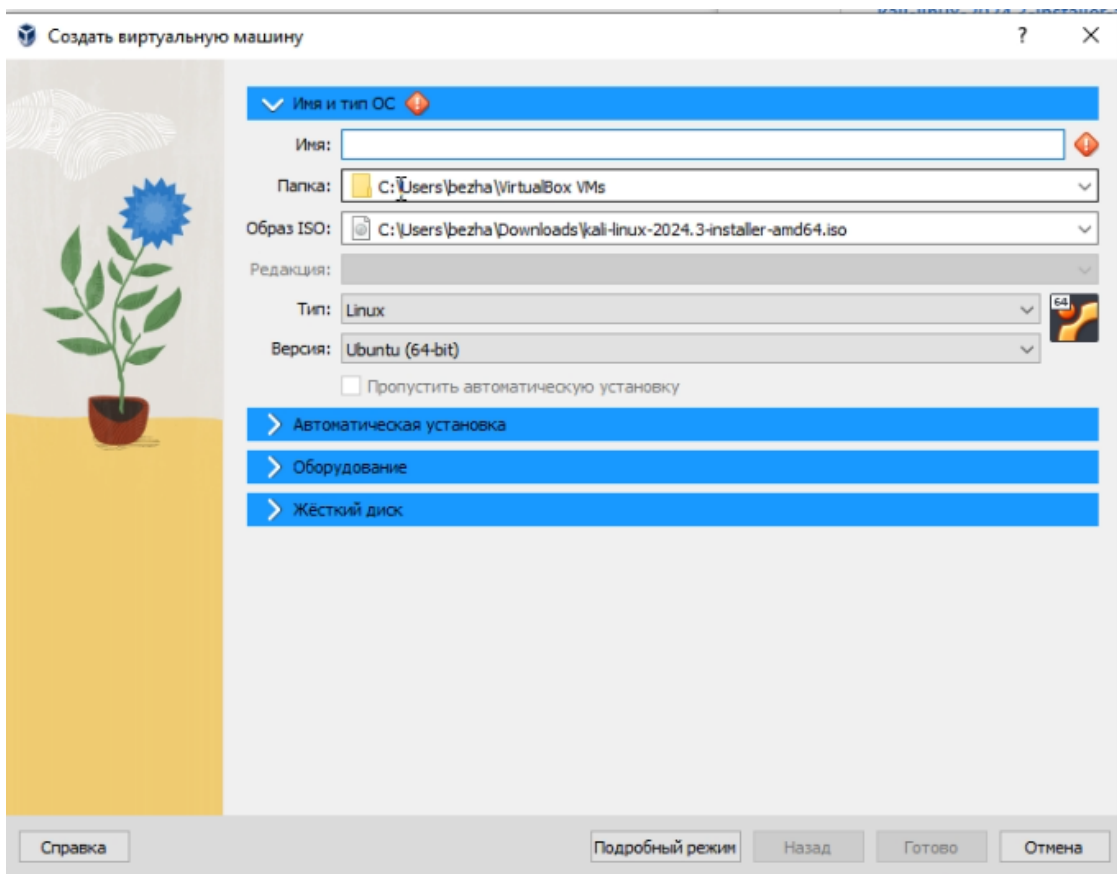 Создать виртуальную машину
?
Имя и тип ОС
Имя:
Папка: C:\Users\bezha\VirtualBox VMs
Образ ISO: C:\Users\bezha\Downloads\kali-linux-2024.3-installer-amd64.iso
Редакция:
Тип: Linux
64
Версия: Ubuntu (64-bit)
Пропустить автоматическую установку
Автоматическая установка
Оборудование
Жёсткий диск
Справка Подробный режим Назад Готово Отмена